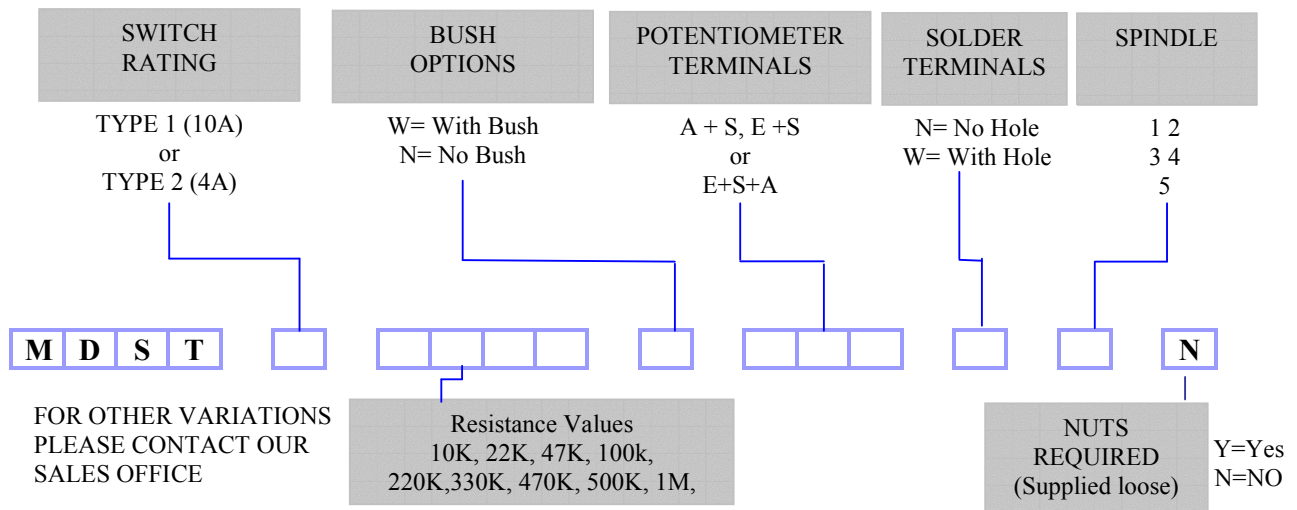 SWITCH
RATING
BUSH
OPTIONS
POTENTIOMETER
TERMINALS
SOLDER
TERMINALS
SPINDLE
TYPE 1 (10A)
or
TYPE 2 (4A)
W= With Bush
N= No Bush
A + S, E +S
or
E+S+A
N= No Hole
W= With Hole
1 2
3 4
5
M D S T
N
FOR OTHER VARIATIONS
PLEASE CONTACT OUR
SALES OFFICE
Resistance Values
10K, 22K, 47K, 100k,
220K,330K, 470K, 500K, 1M,
NUTS
REQUIRED
(Supplied loose)
Y=Yes
N=NO